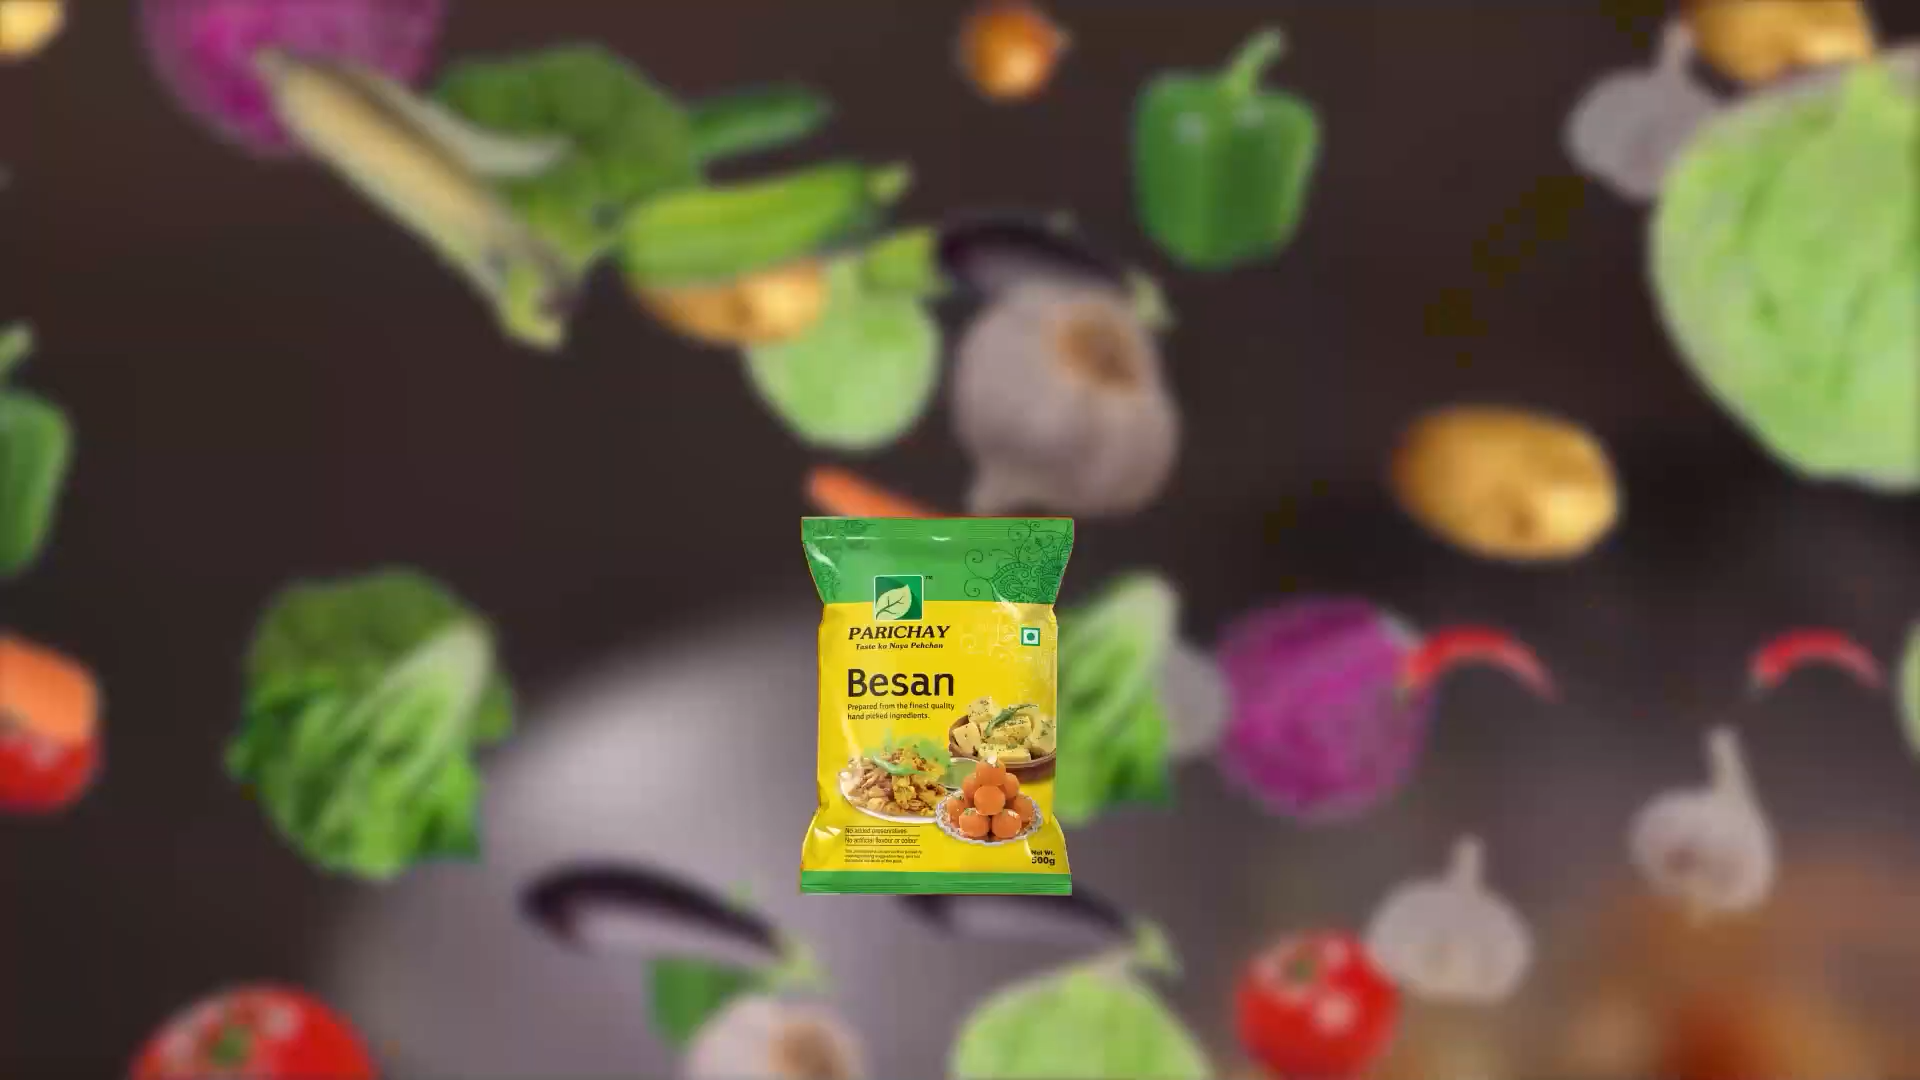 TM
PARICHAY
Taste ka Naya Pehchan
Besan
Prepared from the finest quality
hand picked ingredients.
No added preservatives
No artificial flavour or colour
Net Wt.
500g